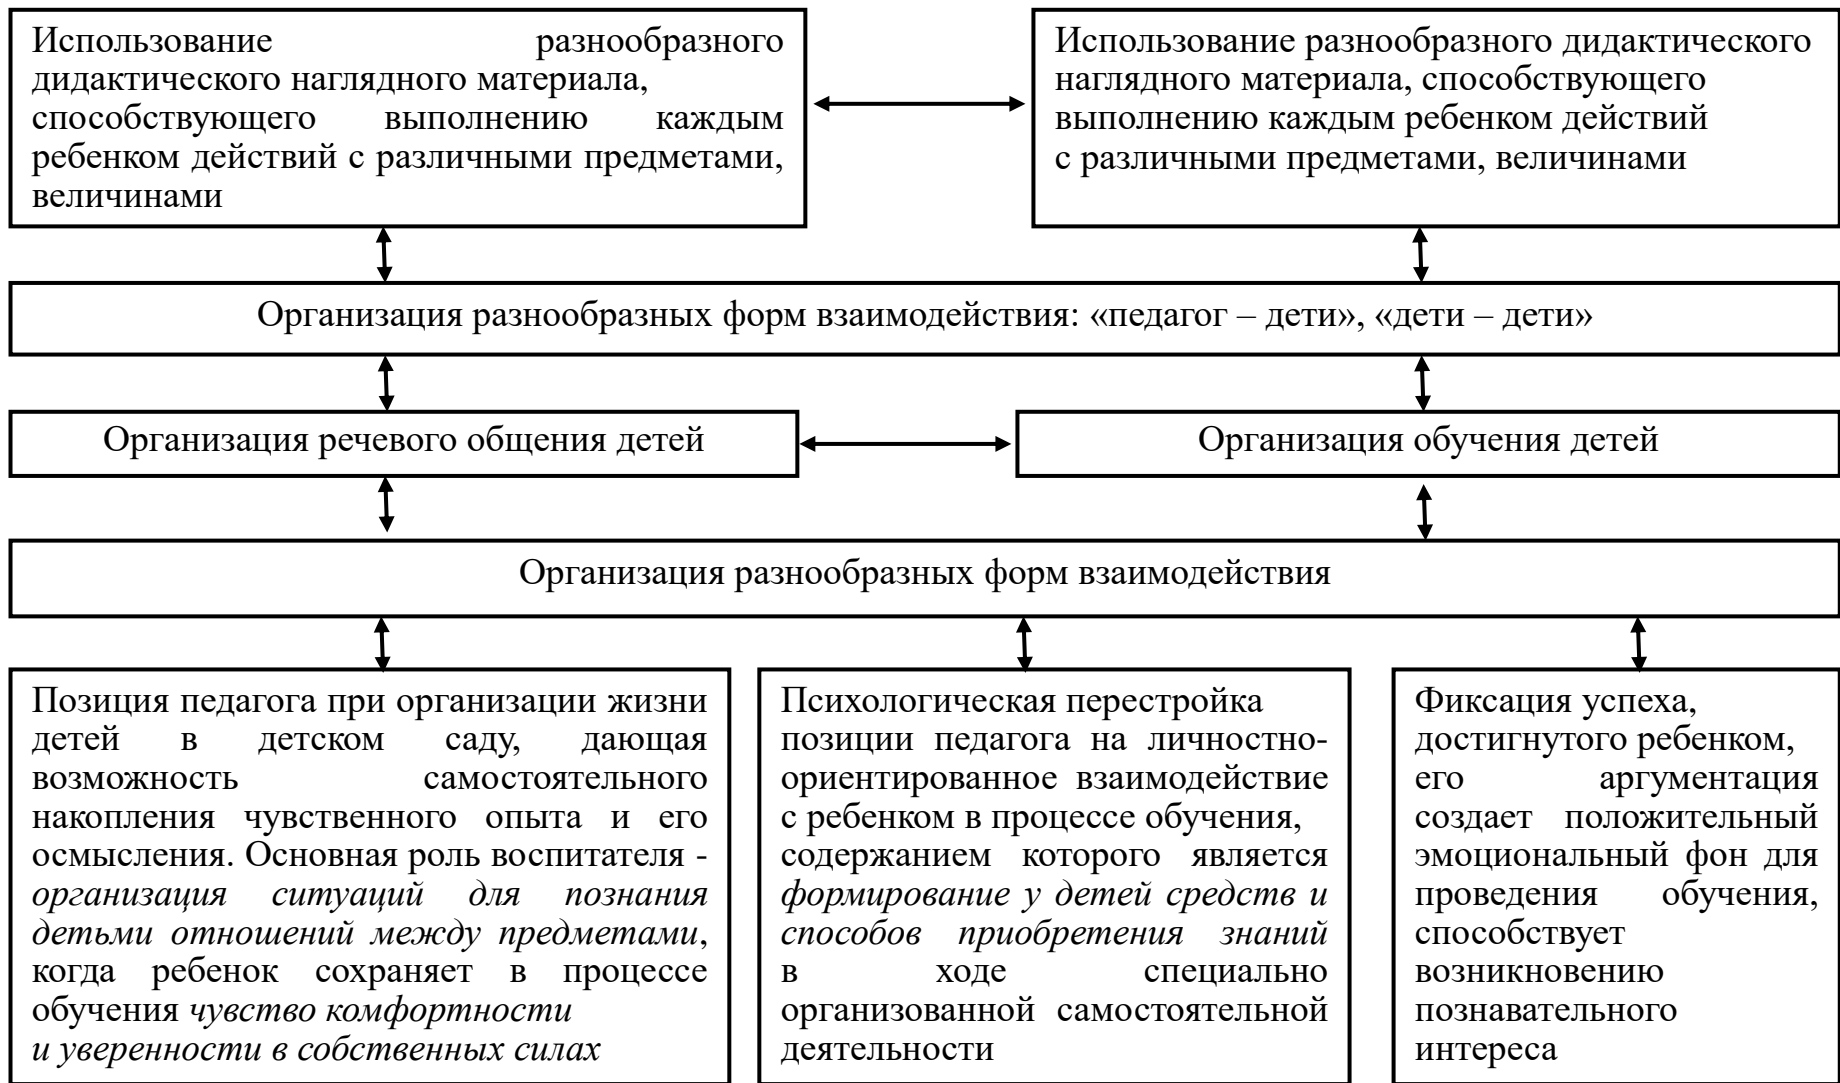 Использование разнообразного
дидактического наглядного материала,
способствующего выполнению каждым
ребенком действий с различными предметами,
величинами
Использование разнообразного дидактического
наглядного материала, способствующего
выполнению каждым ребенком действий
с различными предметами, величинами
Организация разнообразных форм взаимодействия: «педагог – дети», «дети – дети»
Организация речевого общения детей
Организация обучения детей
Организация разнообразных форм взаимодействия
Позиция педагога при организации жизни
детей в детском саду, дающая
возможность самостоятельного
накопления чувственного опыта и его
осмысления. Основная роль воспитателя -
организация ситуаций для познания
детьми отношений между предметами,
когда ребенок сохраняет в процессе
обучения чувство комфортности
и уверенности в собственных силах
Психологическая перестройка
позиции педагога на личностно-
ориентированное взаимодействие
с ребенком в процессе обучения,
содержанием которого является
формирование у детей средств и
способов приобретения знаний
в ходе специально
организованной самостоятельной
деятельности
Фиксация успеха,
достигнутого ребенком,
его аргументация
создает положительный
эмоциональный фон для
проведения обучения,
способствует
возникновению
познавательного
интереса